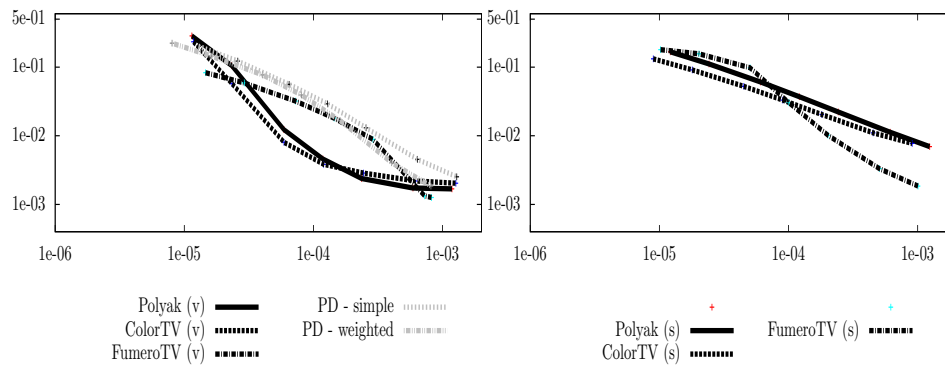 5e-01
1e-01
1e-02
1e-03
1e-06 1e-05 1e-04 1e-03
5e-01
1e-01
1e-02
1e-03
1e-06 1e-05 1e-04 1e-03
Polyak (v) PD - simple
ColorTV (v) PD - weighted
FumeroTV (v)
Polyak (s) FumeroTV (s)
ColorTV (s)